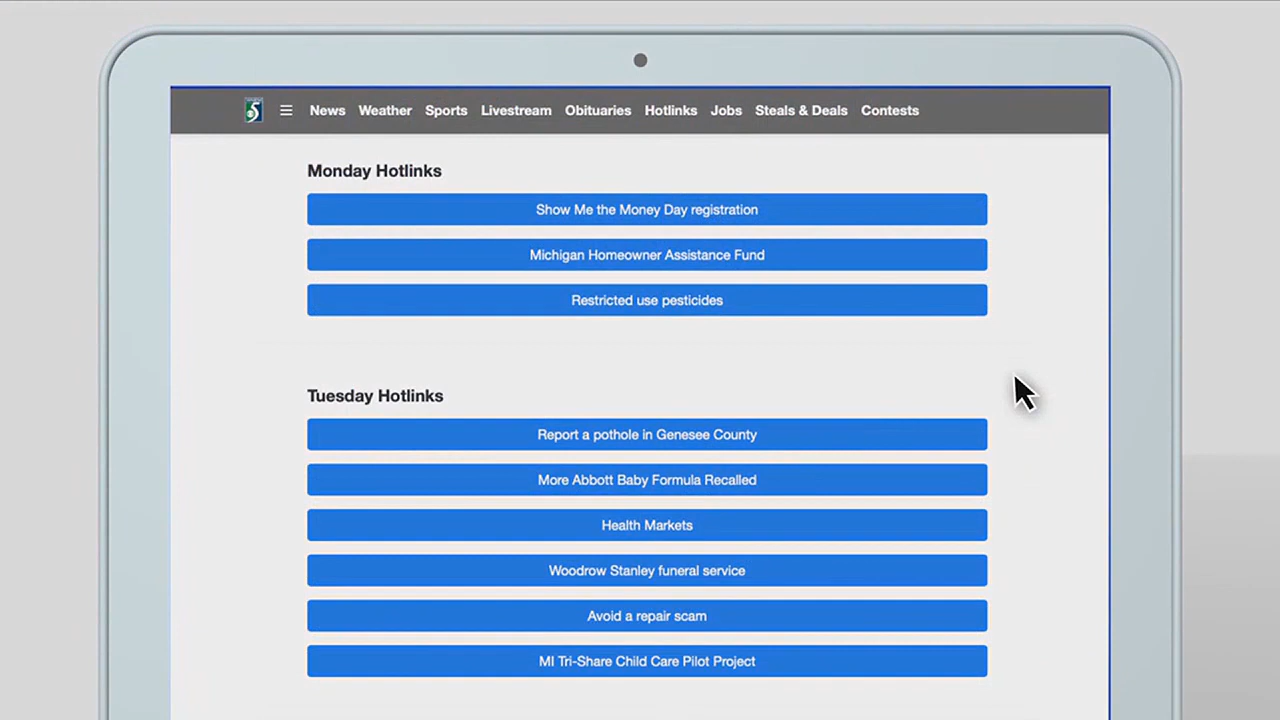 5
News Weather Sports Livestream Obituaries Hotlinks Jobs Steals & Deals Contests
Monday Hotlinks
Show Me the Money Day registration
Michigan Homeowner Assistance Fund
Restricted use pesticides
Tuesday Hotlinks
Report a pothole in Genesee County
More Abbott Baby Formula Recalled
Health Markets
Woodrow Stanley funeral service
Avoid a repair scam
MI Tri-Share Child Care Pilot Project